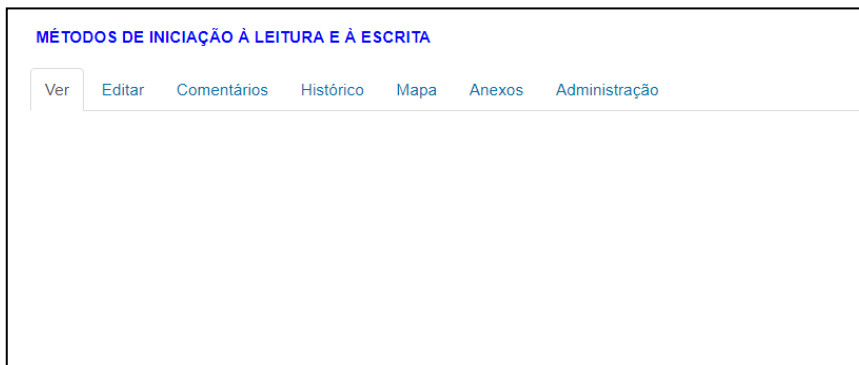 MÉTODOS DE INICIAÇÃO À LEITURA E À ESCRITA
Ver Editar Comentários Histórico Mapa Anexos Administração